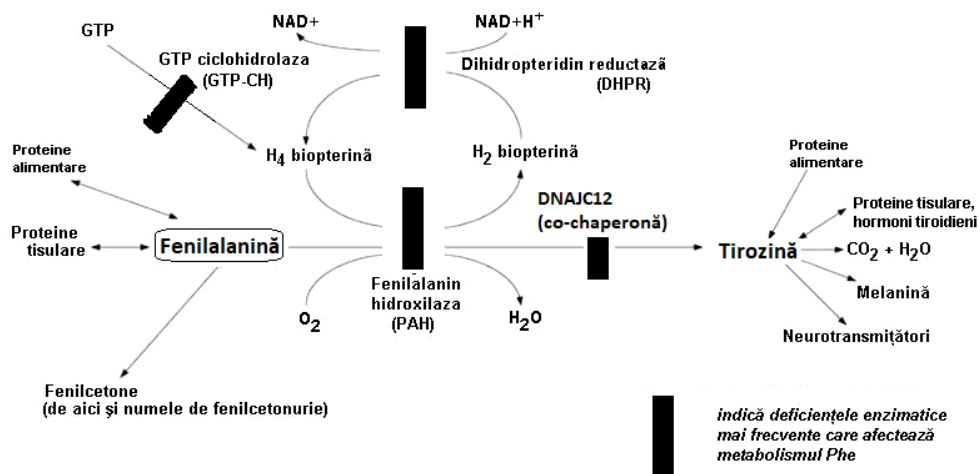 NAD+
NAD+H+
GTP
GTP ciclohidrolaza
(GTP-CH)
Dihidropteridin reductază
(DHPR)
Proteine
alimentare
H4 biopterină
H2 biopterină
Proteine
alimentare
DNAJC12
(co-chaperonă)
Proteine
tisulare
Fenilalanină
Tirozină
Proteine tisulare,
hormoni tiroidieni
CO2 + H2O
Fenilalanin
hidroxilaza
(PAH)
O2
H2O
Melanină
Neurotransmițători
Fenilcetone
(de aici și numele de fenilcetonurie)
indică deficiențele enzimatice
mai frecvente care afectează
metabolismul Phe